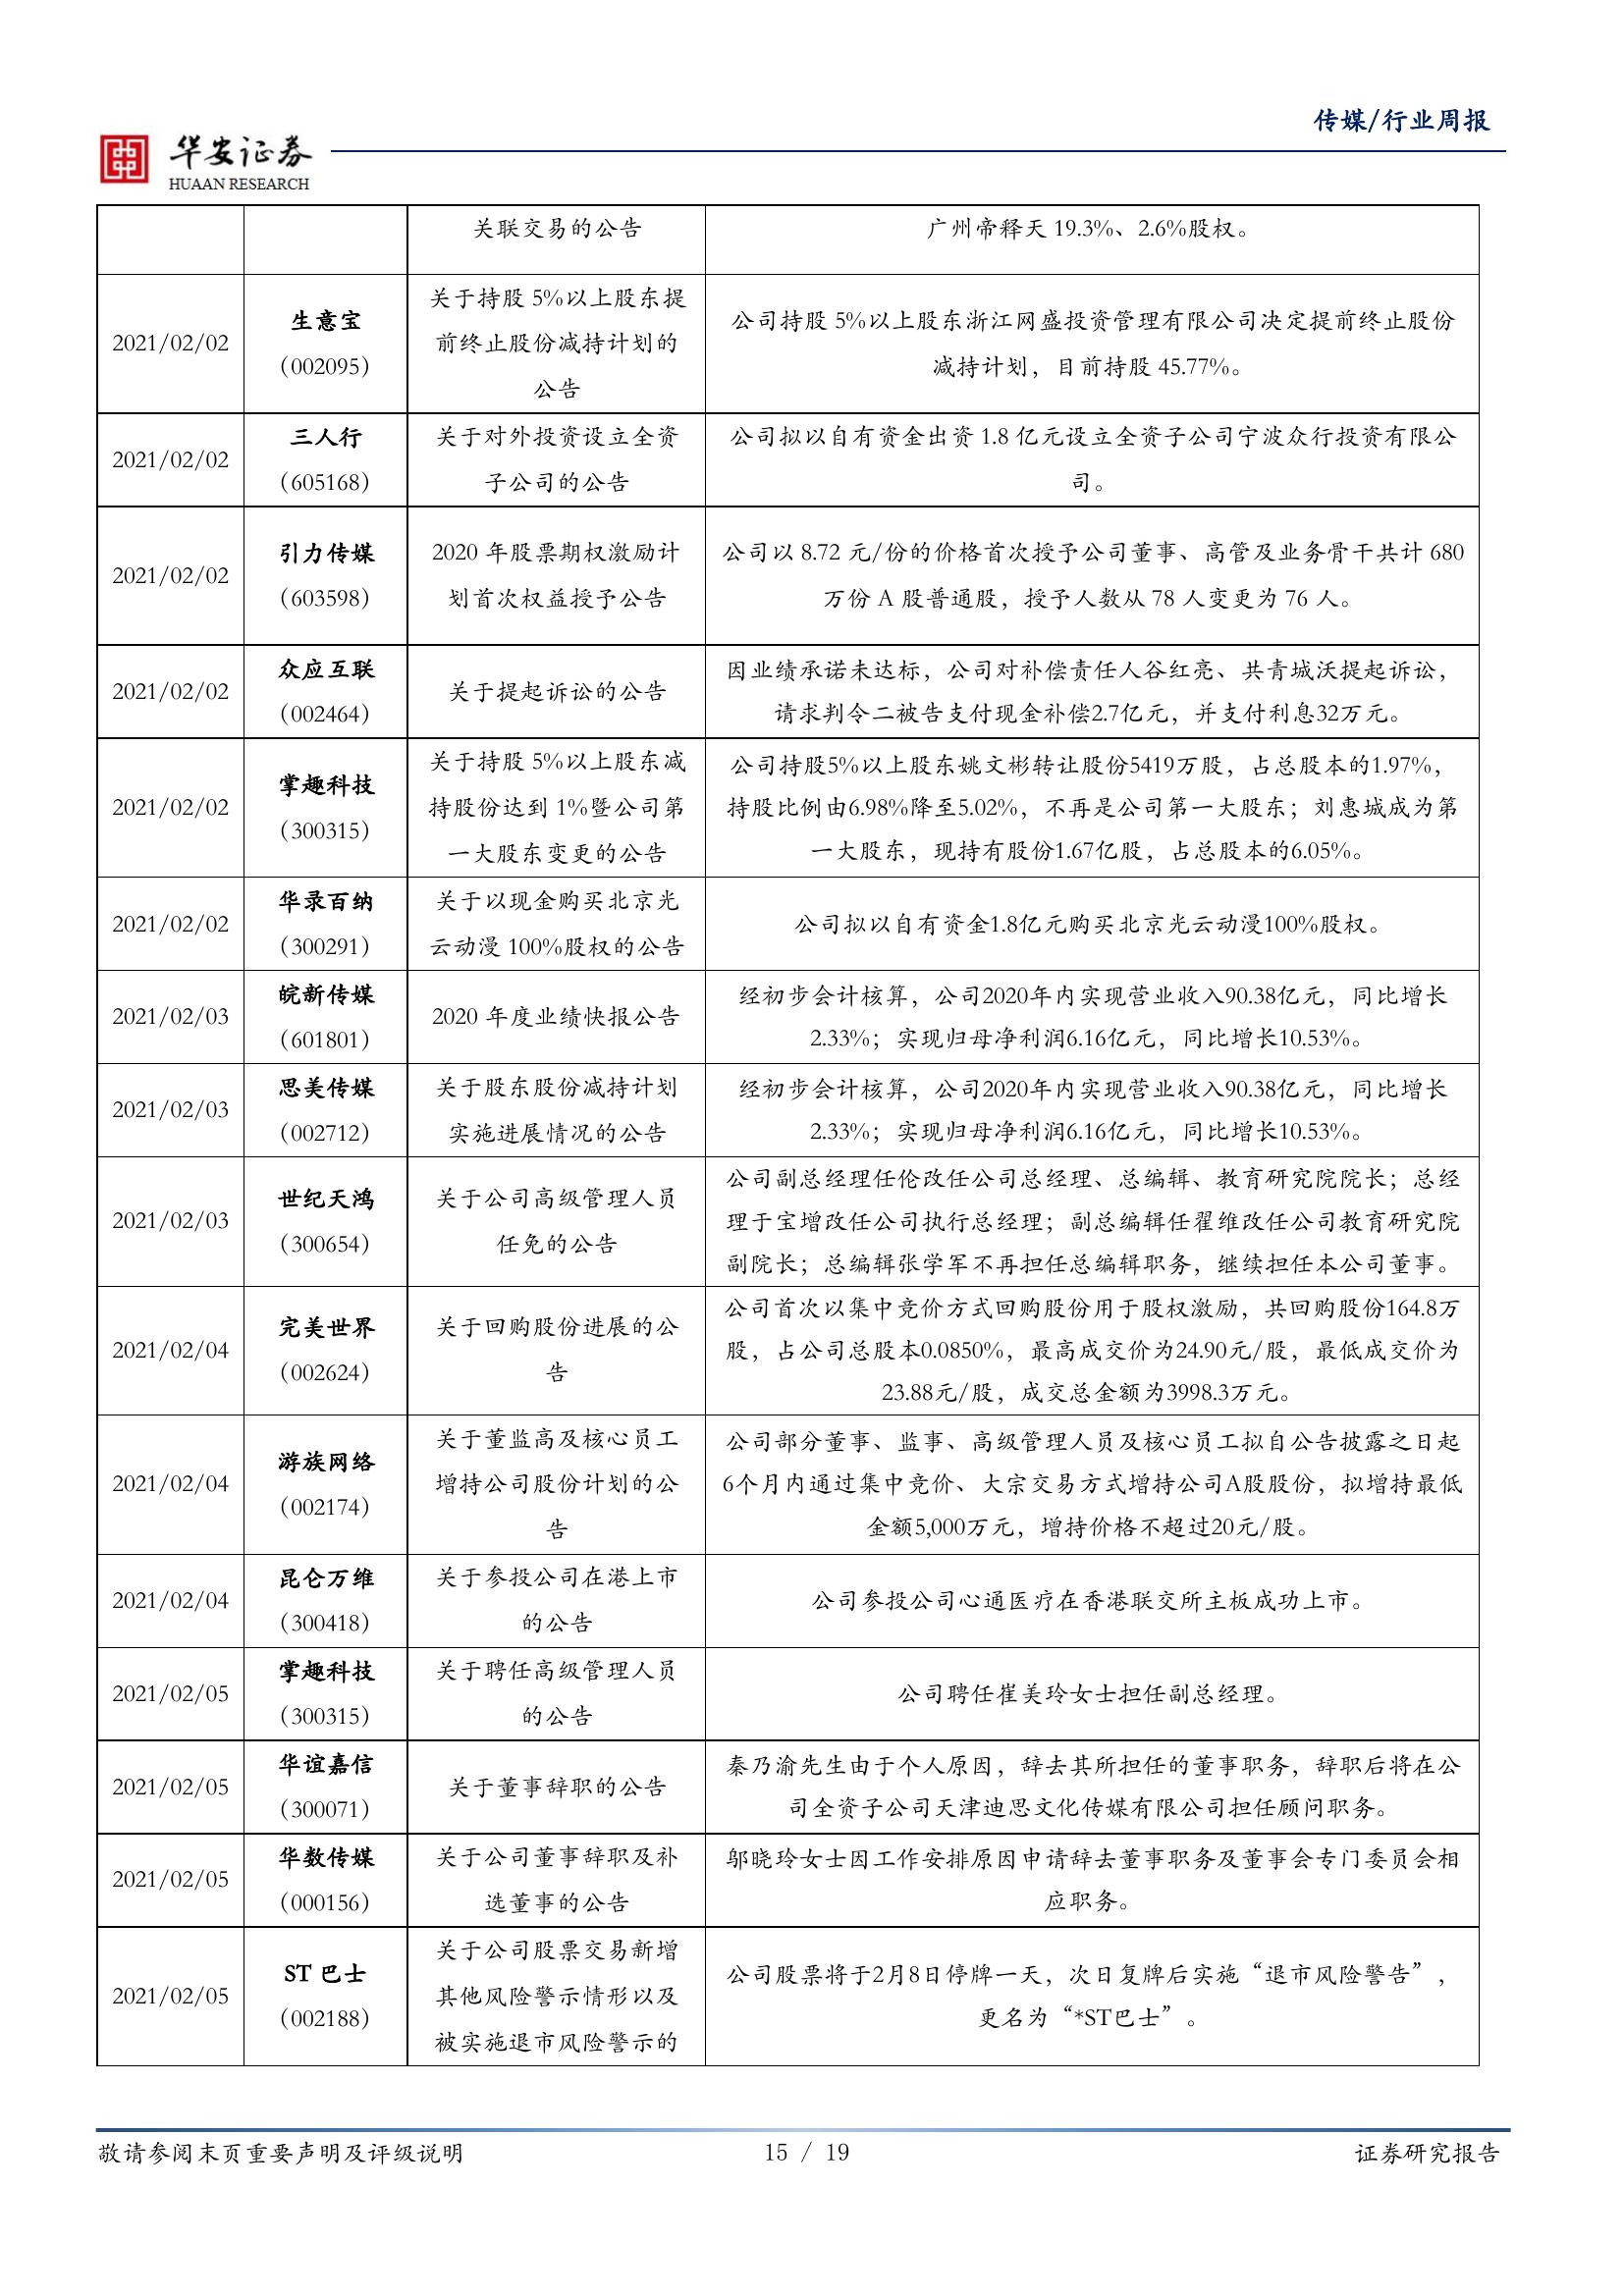 传媒/行业周报
华安证券
HUAAN RESEARCH
关联交易的公告
广州帝释天 19.3%、2.6%股权。
2021/02/02
生意宝
（002095）
关于持股 5%以上股东提
前终止股份减持计划的
公告
公司持股 5%以上股东浙江网盛投资管理有限公司决定提前终止股份
减持计划，目前持股 45.77%。
2021/02/02
三人行
（605168）
关于对外投资设立全资
子公司的公告
公司拟以自有资金出资 1.8 亿元设立全资子公司宁波众行投资有限公
司。
2021/02/02
引力传媒
（603598）
2020 年股票期权激励计
划首次权益授予公告
公司以 8.72 元/份的价格首次授予公司董事、高管及业务骨干共计 680
万份 A 股普通股，授予人数从 78 人变更为 76 人。
2021/02/02
众应互联
（002464）
关于提起诉讼的公告
因业绩承诺未达标，公司对补偿责任人谷红亮、共青城沃提起诉讼，
请求判令二被告支付现金补偿2.7亿元，并支付利息32万元。
2021/02/02
掌趣科技
（300315）
关于持股 5%以上股东减
持股份达到 1%暨公司第
一大股东变更的公告
公司持股5%以上股东姚文彬转让股份5419万股，占总股本的1.97%，
持股比例由6.98%降至5.02%，不再是公司第一大股东；刘惠城成为第
一大股东，现持有股份1.67亿股，占总股本的6.05%。
2021/02/02
华录百纳
（300291）
关于以现金购买北京光
云动漫 100%股权的公告
公司拟以自有资金1.8亿元购买北京光云动漫100%股权。
2021/02/03
皖新传媒
（601801）
2020 年度业绩快报公告
经初步会计核算，公司2020年内实现营业收入90.38亿元，同比增长
2.33%；实现归母净利润6.16亿元，同比增长10.53%。
2021/02/03
思美传媒
（002712）
关于股东股份减持计划
实施进展情况的公告
经初步会计核算，公司2020年内实现营业收入90.38亿元，同比增长
2.33%；实现归母净利润6.16亿元，同比增长10.53%。
2021/02/03
世纪天鸿
（300654）
关于公司高级管理人员
任免的公告
公司副总经理任伦改任公司总经理、总编辑、教育研究院院长；总经
理于宝增改任公司执行总经理；副总编辑任翟维改任公司教育研究院
副院长；总编辑张学军不再担任总编辑职务，继续担任本公司董事。
2021/02/04
完美世界
（002624）
关于回购股份进展的公
告
公司首次以集中竞价方式回购股份用于股权激励，共回购股份164.8万
股，占公司总股本0.0850%，最高成交价为24.90元/股，最低成交价为
23.88元/股，成交总金额为3998.3万元。
2021/02/04
游族网络
（002174）
关于董监高及核心员工
增持公司股份计划的公
告
公司部分董事、监事、高级管理人员及核心员工拟自公告披露之日起
6个月内通过集中竞价、大宗交易方式增持公司A股股份，拟增持最低
金额5,000万元，增持价格不超过20元/股。
2021/02/04
昆仑万维
（300418）
关于参投公司在港上市
的公告
公司参投公司心通医疗在香港联交所主板成功上市。
2021/02/05
掌趣科技
（300315）
关于聘任高级管理人员
的公告
公司聘任崔美玲女士担任副总经理。
2021/02/05
华谊嘉信
（300071）
关于董事辞职的公告
秦乃渝先生由于个人原因，辞去其所担任的董事职务，辞职后将在公
司全资子公司天津迪思文化传媒有限公司担任顾问职务。
2021/02/05
华数传媒
（000156）
关于公司董事辞职及补
选董事的公告
邬晓玲女士因工作安排原因申请辞去董事职务及董事会专门委员会相
应职务。
2021/02/05
ST 巴士
（002188）
关于公司股票交易新增
其他风险警示情形以及
被实施退市风险警示的
公司股票将于2月8日停牌一天，次日复牌后实施“退市风险警告”，
更名为“*ST巴士”。
敬请参阅末页重要声明及评级说明
15 / 19
证券研究报告